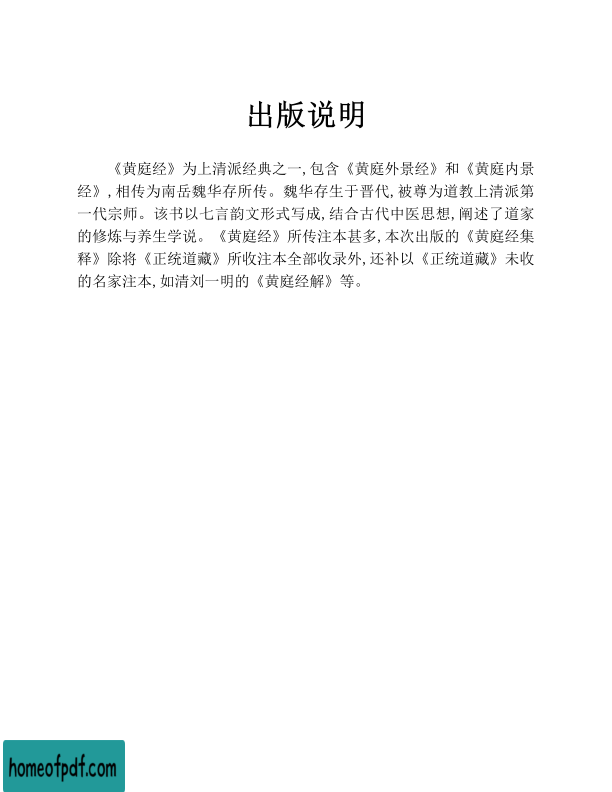 出版说明
《黄庭经》为上清派经典之一,包含《黄庭外景经》和《黄庭内景
经》,相传为南岳魏华存所传。魏华存生于晋代,被尊为道教上清派第
一代宗师。该书以七言韵文形式写成,结合古代中医思想,阐述了道家
的修炼与养生学说。《黄庭经》所传注本甚多,本次出版的《黄庭经集
释》除将《正统道藏》所收注本全部收录外,还补以《正统道藏》未收
的名家注本,如清刘一明的《黄庭经解》等。
homeofpdf.com